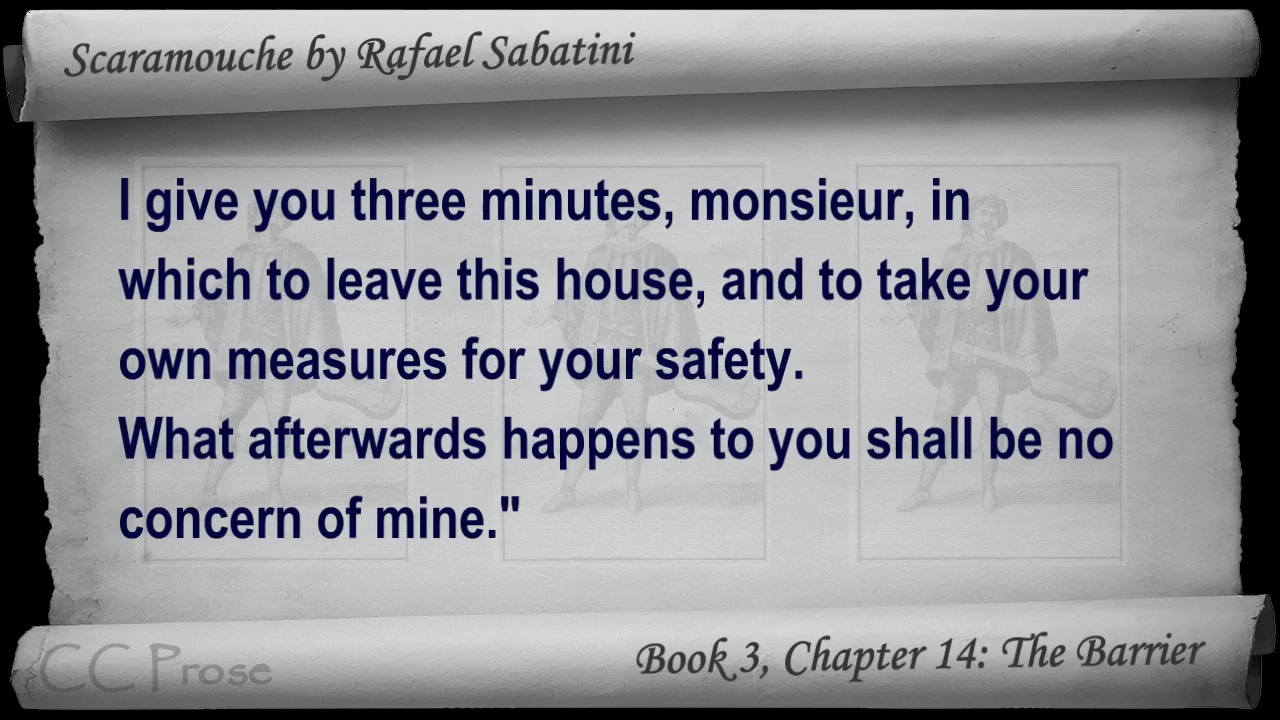 Scaramouche by Rafael Sabatini
I give you three minutes, monsieur, in
which to leave this house, and to take your
own measures for your safety.
What afterwards happens to you shall be no
concern of mine."
CC Prose
Book 3, Chapter 14: The Barrier